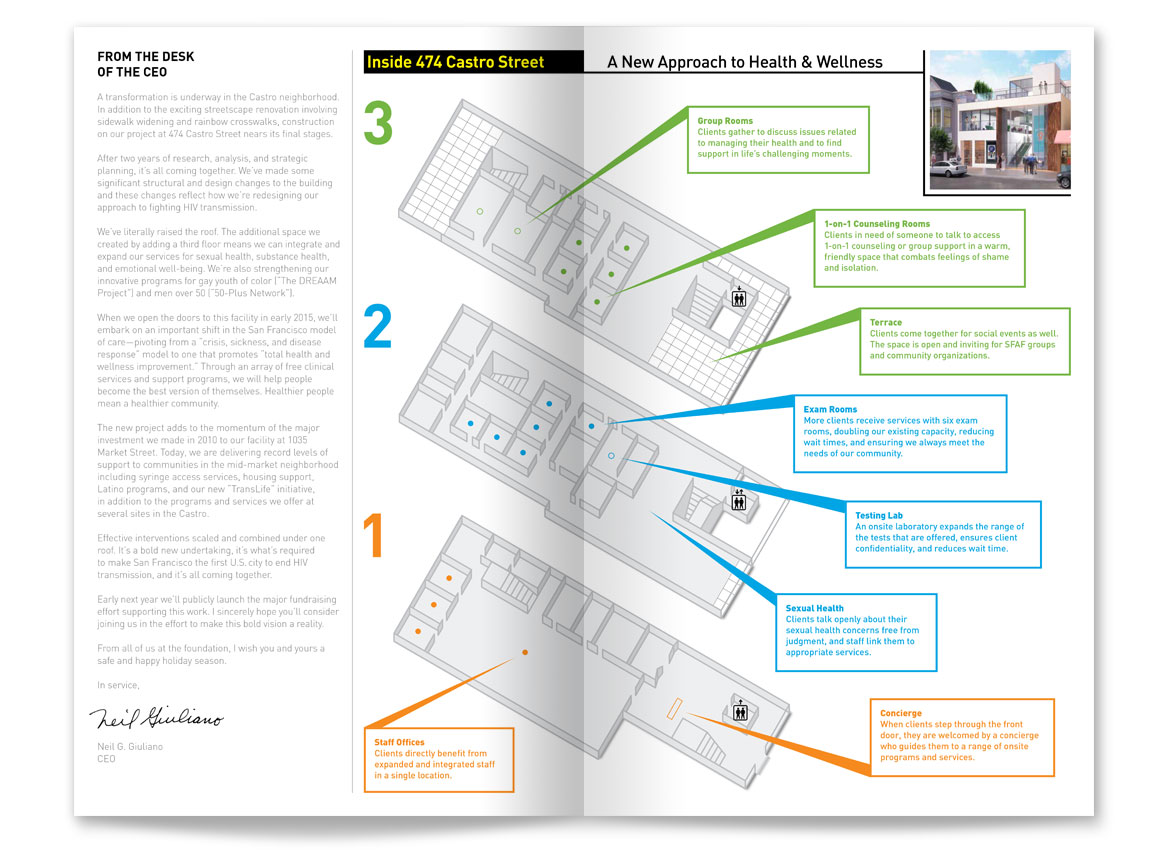 FROM THE DESK
OF THE CEO
A transformation is underway in the Castro neighborhood.
In addition to the exciting streetscape renovation involving
sidewalk widening and rainbow crosswalks, construction
on our project at 474 Castro Street nears its final stages.
After two years of research, analysis, and strategic
planning, it's all coming together. We've made some
significant structural and design changes to the building
and these changes reflect how we're redesigning our
approach to fighting HIV transmission.
We've literally raised the roof. The additional space we
created by adding a third floor means we can integrate and
expand our services for sexual health, substance health,
and emotional well-being. We're also strengthening our
innovative programs for gay youth of color ("The DREAAM
Project") and men over 50 ("50-Plus Network").
When we open the doors to this facility in early 2015, we'll
embark on an important shift in the San Francisco model
of care—pivoting from a "crisis, sickness, and disease
response" model to one that promotes "total health and
wellness improvement." Through an array of free clinical
services and support programs, we will help people
become the best version of themselves. Healthier people
mean a healthier community.
The new project adds to the momentum of the major
investment we made in 2010 to our facility at 1035
Market Street. Today, we are delivering record levels of
support to communities in the mid-market neighborhood
including syringe access services, housing support,
Latino programs, and our new "TransLife" initiative,
in addition to the programs and services we offer at
several sites in the Castro.
Effective interventions scaled and combined under one
roof. It's a bold new undertaking, it's what's required
to make San Francisco the first U.S. city to end HIV
transmission, and it's all coming together.
Early next year we'll publicly launch the major fundraising
effort supporting this work. I sincerely hope you'll consider
joining us in the effort to make this bold vision a reality.
From all of us at the foundation, I wish you and yours a
safe and happy holiday season.
In service,
Neil Giuliano
Neil G. Giuliano
CEO
Inside 474 Castro Street
A New Approach to Health & Wellness
3
Group Rooms
Clients gather to discuss issues related
to managing their health and to find
support in life's challenging moments.
1-on-1 Counseling Rooms
Clients in need of someone to talk to access
1-on-1 counseling or group support in a warm,
friendly space that combats feelings of shame
and isolation.
Terrace
Clients come together for social events as well.
The space is open and inviting for SFAF groups
and community organizations.
2
Exam Rooms
More clients receive services with six exam
rooms, doubling our existing capacity, reducing
wait times, and ensuring we always meet the
needs of our community.
Testing Lab
An onsite laboratory expands the range of
the tests that are offered, ensures client
confidentiality, and reduces wait time.
Sexual Health
Clients talk openly about their
sexual health concerns free from
judgment, and staff link them to
appropriate services.
1
Staff Offices
Clients directly benefit from
expanded and integrated staff
in a single location.
Concierge
When clients step through the front
door, they are welcomed by a concierge
who guides them to a range of onsite
programs and services.